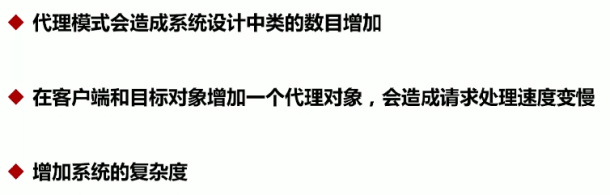 代理模式会造成系统设计中类的数目增加
在客户端和目标对象增加一个代理对象，会造成请求处理速度变慢
增加系统的复杂度